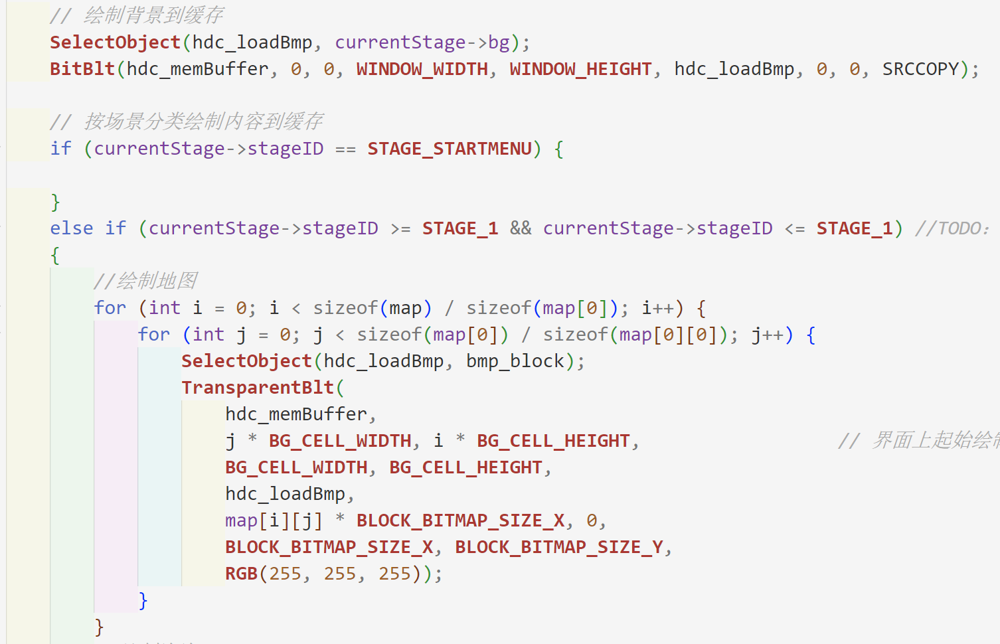 // 绘制背景到缓存
SelectObject(hdc_loadBmp, currentStage->bg);
BitBlt(hdc_memBuffer, 0, 0, WINDOW_WIDTH, WINDOW_HEIGHT, hdc_loadBmp, 0, 0, SRCCOPY);
// 按场景分类绘制内容到缓存
if (currentStage->stageID == STAGE_STARTMENU) {
}
else if (currentStage->stageID >= STAGE_1 && currentStage->stageID <= STAGE_1) //TODO:
{
//绘制地图
for (int i = 0; i < sizeof(map) / sizeof(map[0]); i++) {
for (int j = 0; j < sizeof(map[0]) / sizeof(map[0][0]); j++) {
SelectObject(hdc_loadBmp, bmp_block);
TransparentBlt(
hdc_memBuffer,
j * BG_CELL_WIDTH, i * BG_CELL_HEIGHT, // 界面上起始绘制
BG_CELL_WIDTH, BG_CELL_HEIGHT,
hdc_loadBmp,
map[i][j] * BLOCK_BITMAP_SIZE_X, 0,
BLOCK_BITMAP_SIZE_X, BLOCK_BITMAP_SIZE_Y,
RGB(255, 255, 255));
}
}